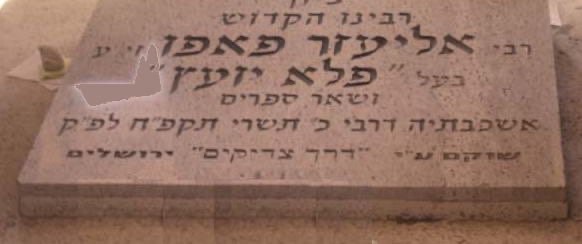 רבינו הקדוש
רבי אליעזר פאפו זי"ע
בעל "פלא יועץ"
ושאר ספרים
אשכבתיה דרבי כ' תשרי תקפ"ח לפ"ק
שוקם ע"י "דרך צדיקים" ירושלים